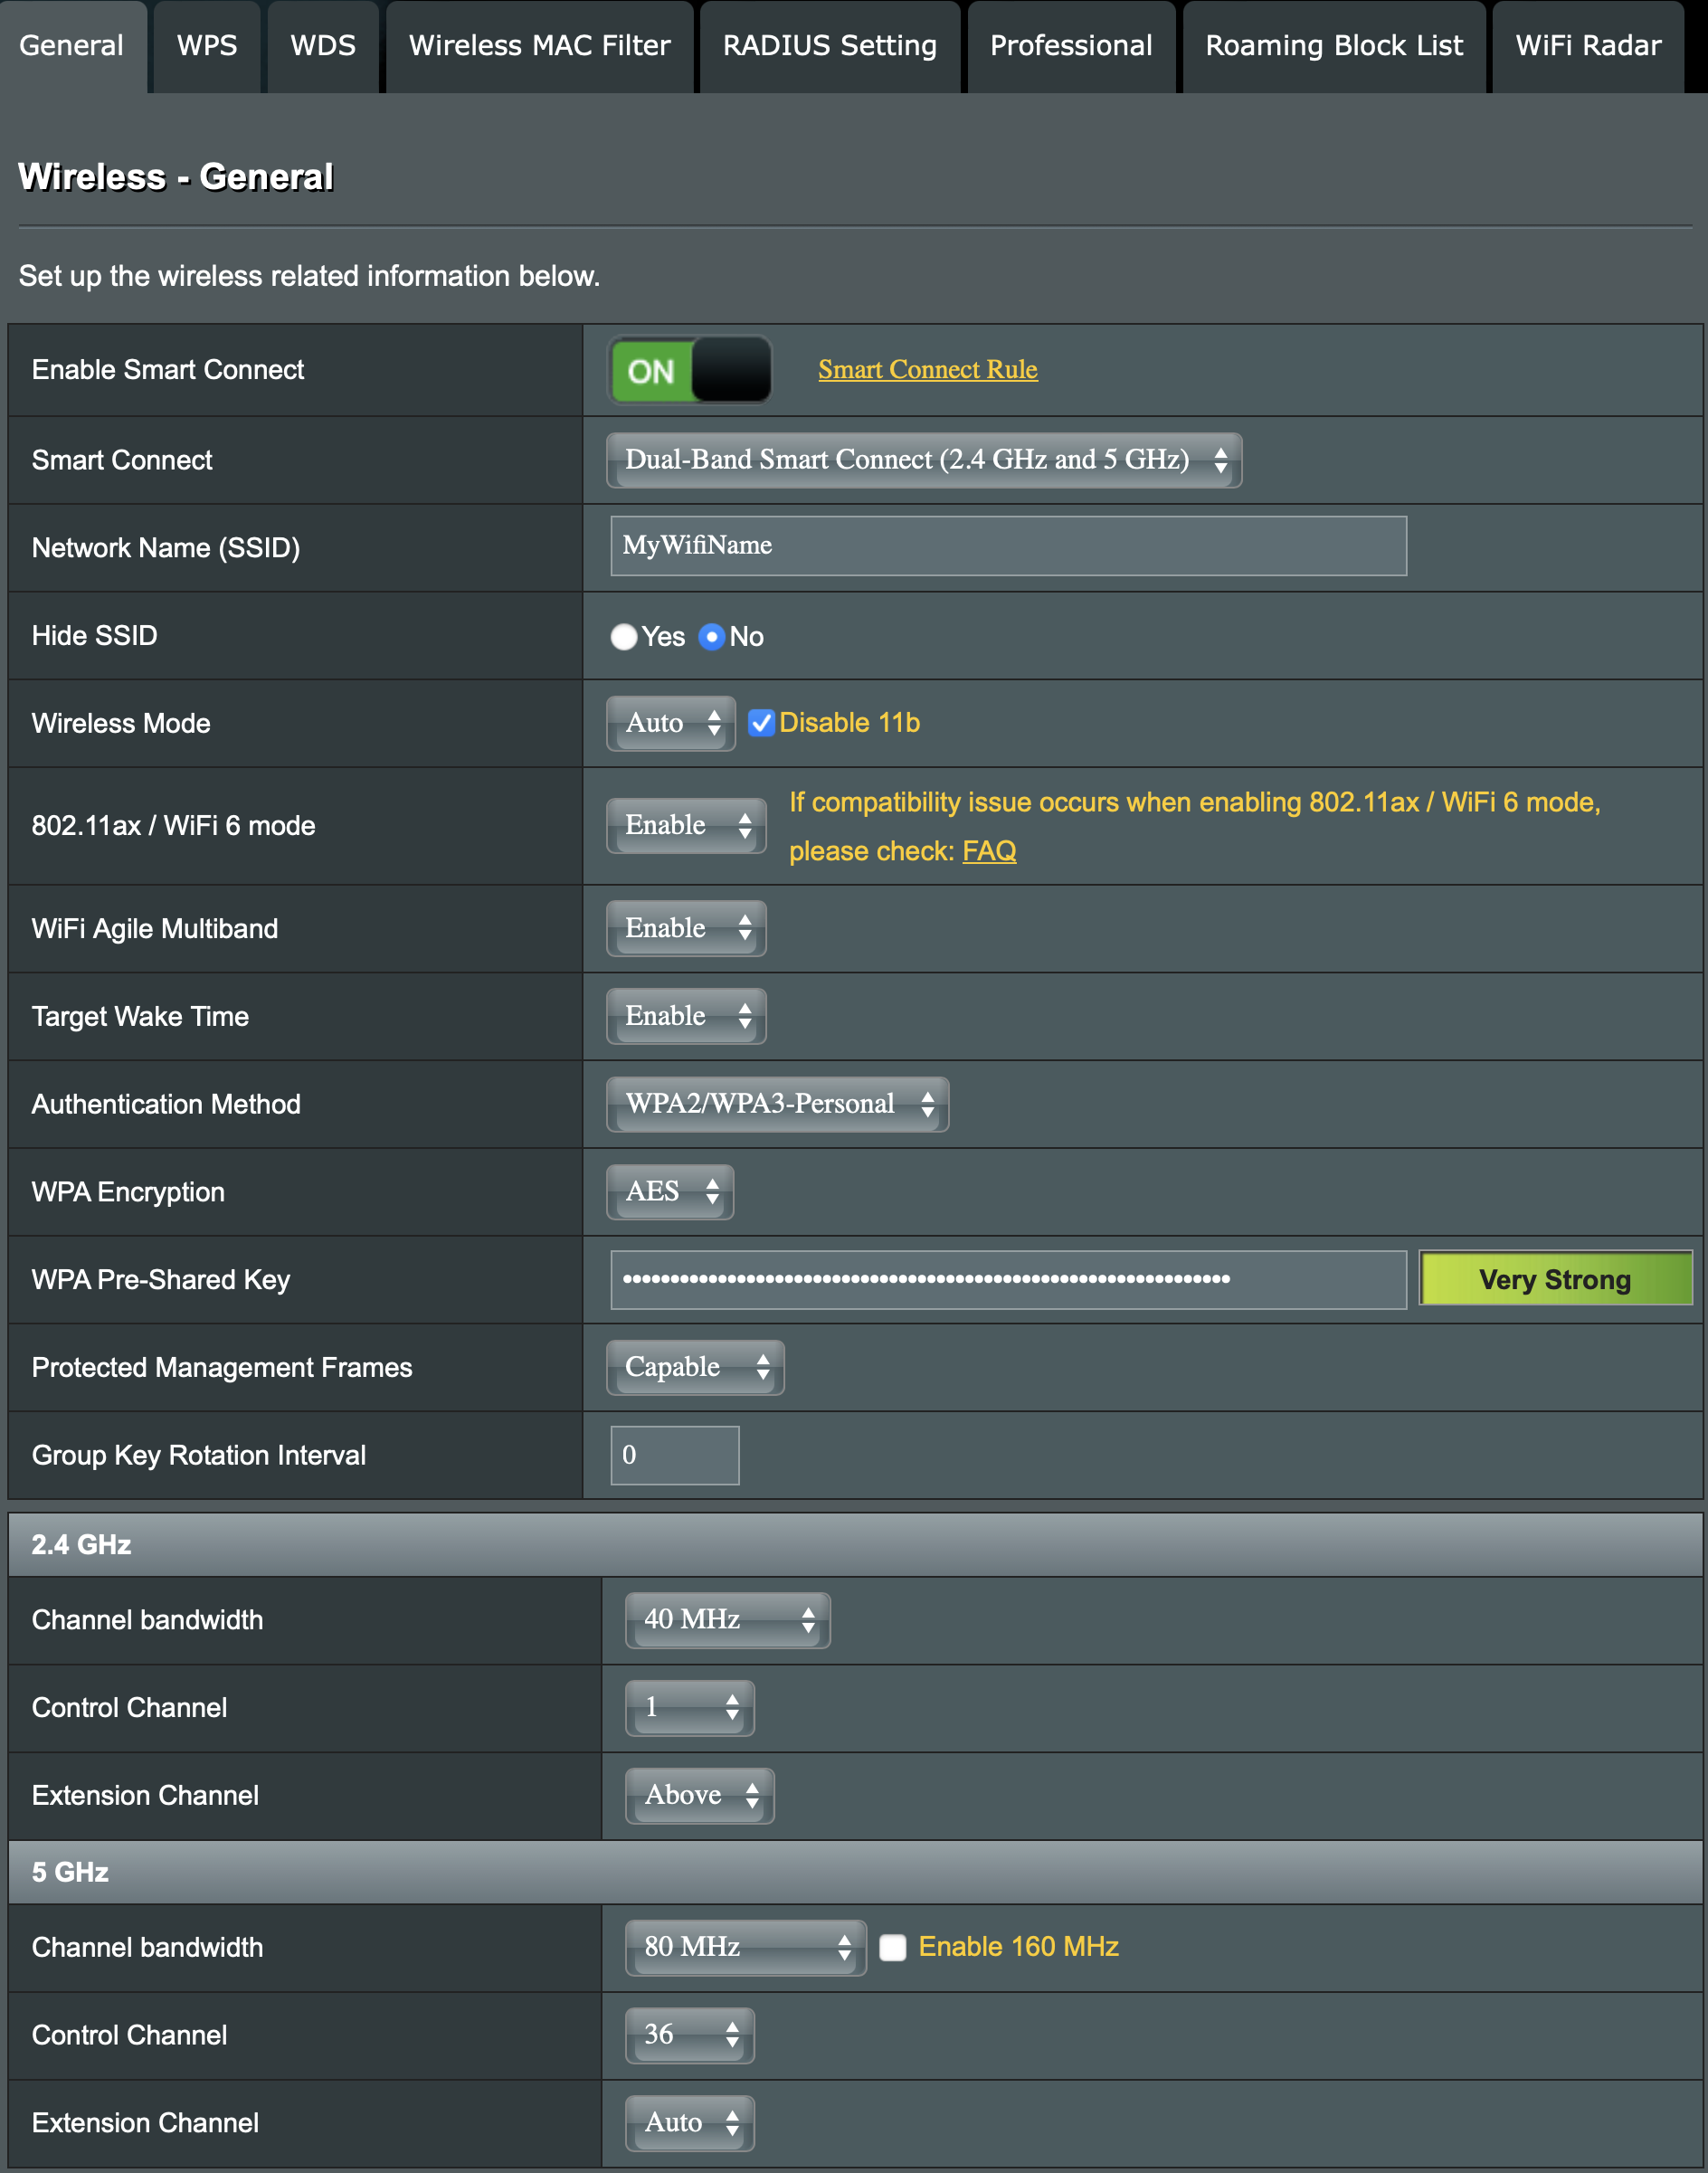 General WPS WDS Wireless MAC Filter RADIUS Setting Professional Roaming Block List WiFi Radar
Wireless - General
Set up the wireless related information below.
Enable Smart Connect ON Smart Connect Rule
Smart Connect Dual-Band Smart Connect (2.4 GHz and 5 GHz)
Network Name (SSID) MyWifiName
Hide SSID Yes No
Wireless Mode Auto Disable 11b
802.11ax / WiFi 6 mode Enable If compatibility issue occurs when enabling 802.11ax / WiFi 6 mode,
please check: FAQ
WiFi Agile Multiband Enable
Target Wake Time Enable
Authentication Method WPA2/WPA3-Personal
WPA Encryption AES
WPA Pre-Shared Key Very Strong
Protected Management Frames Capable
Group Key Rotation Interval 0
2.4 GHz
Channel bandwidth 40 MHz
Control Channel 1
Extension Channel Above
5 GHz
Channel bandwidth 80 MHz Enable 160 MHz
Control Channel 36
Extension Channel Auto